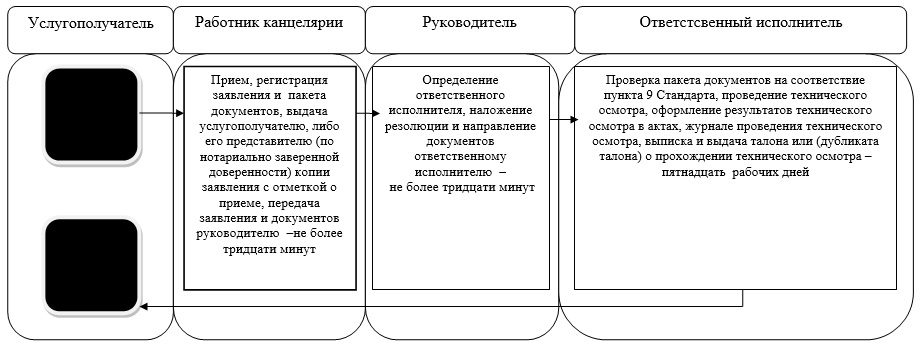 Услугополучатель
Работник канцелярии
Руководитель
Ответстсвенный исполнитель
Прием, регистрация
заявления и пакета
документов, выдача
услугополучателю, либо
его представителю (по
нотариально заверенной
доверенности) копии
заявления с отметкой о
приеме, передача
заявления и документов
руководителю –не более
тридцати минут
Определение
ответственного
исполнителя, наложение
резолюции и направление
документов
ответственному
исполнителю –
не более тридцати минут
Проверка пакета документов на соответствие
пункта 9 Стандарта, проведение технического
осмотра, оформление результатов технического
осмотра в актах, журнале проведения технического
осмотра, выписка и выдача талона или (дубликата
талона) о прохождении технического осмотра –
пятнадцать рабочих дней